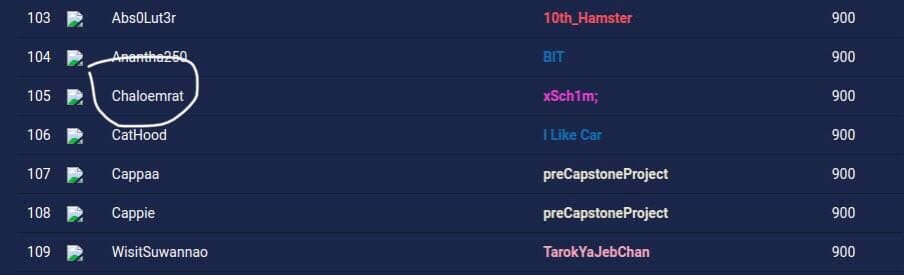 103 Abs0Lut3r 10th_Hamster 900
104 Anantha250 BIT 900
105 Chaloemrat xSch1m; 900
106 CatHood I Like Car 900
107 Cappaa preCapstoneProject 900
108 Cappie preCapstoneProject 900
109 WisitSuwannao TarokYaJebChan 900